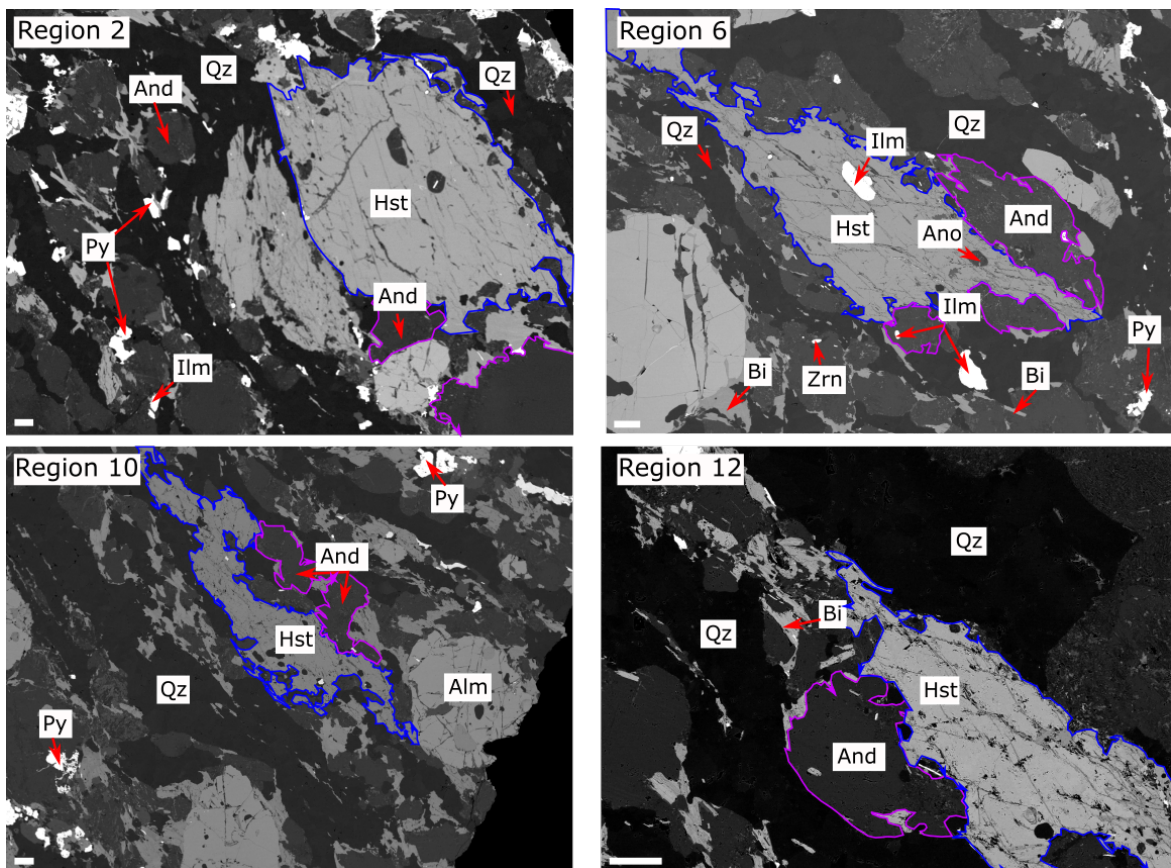 Region 2
Qz
Qz
And
Hst
Py
And
Ilm
Region 6
Qz
Ilm
Qz
Hst
And
Ano
Ilm
Py
Bi
Zrn
Bi
Region 10
Py
And
Hst
Qz
Alm
Py
Region 12
Qz
Bi
Qz
Hst
And